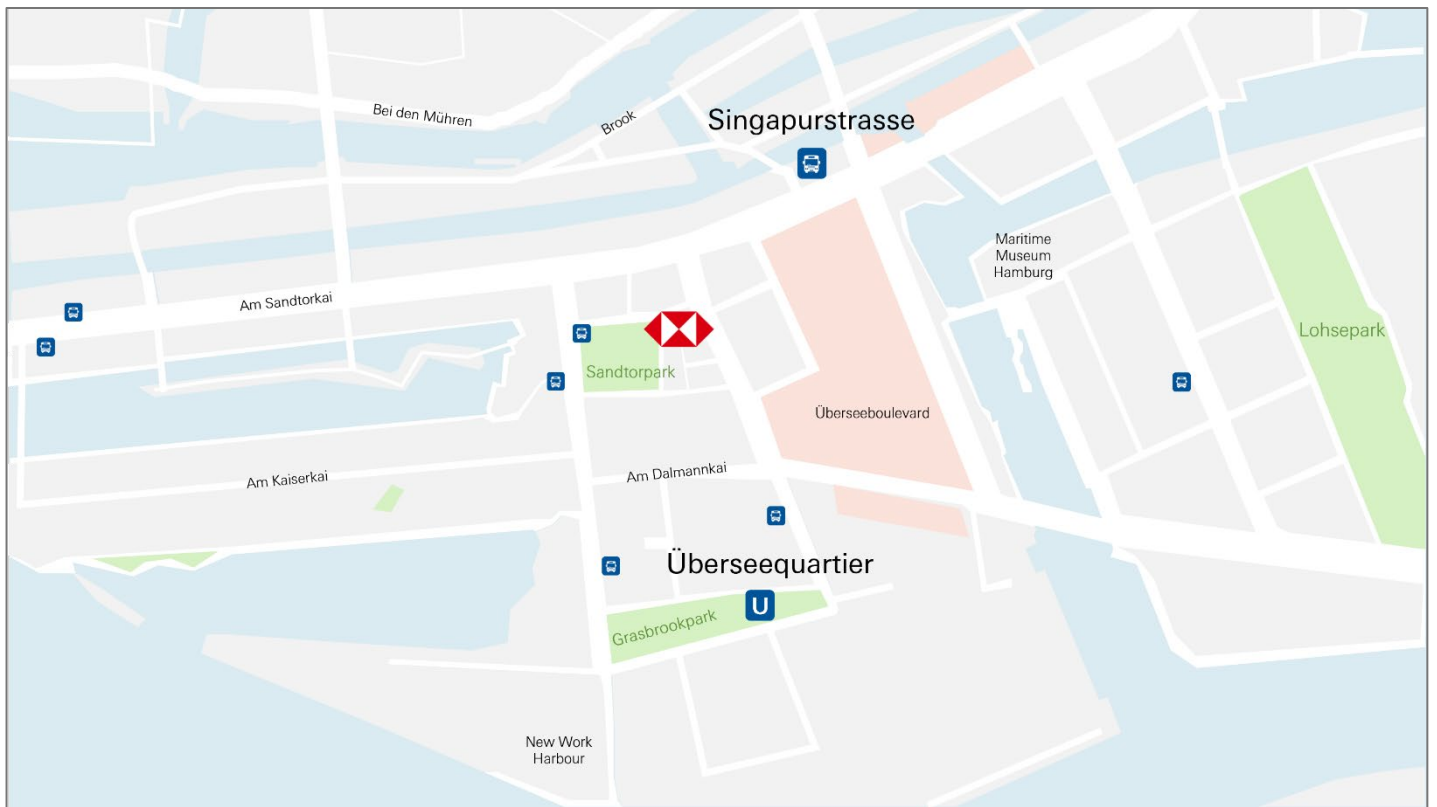 Bei den Mühren
Brook
Singapurstrasse
Maritime
Museum
Hamburg
Am Sandtorkai
Lohsepark
Sandtorpark
Überseeboulevard
Am Dalmannkai
Am Kaiserkai
Überseequartier
U
Grasbrookpark
New Work
Harbour